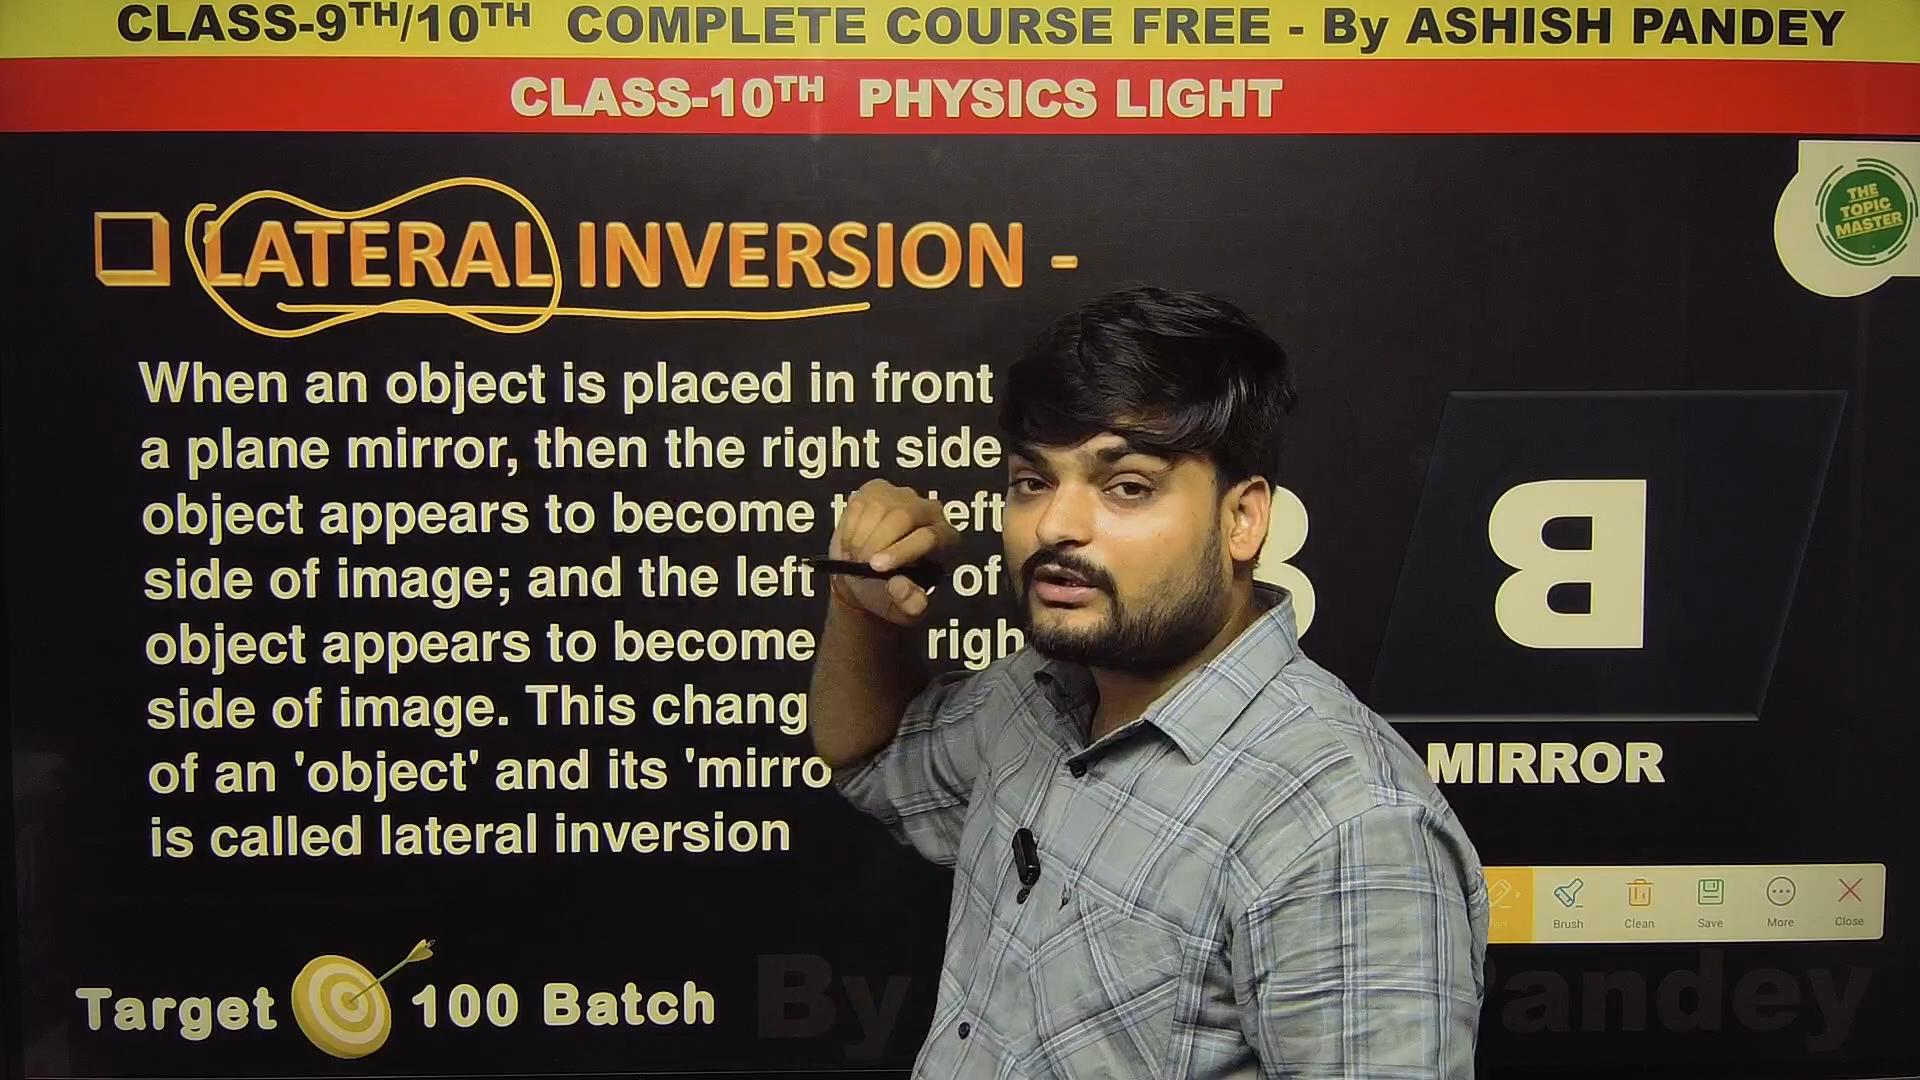 CLASS-9TH/10TH COMPLETE COURSE FREE - By ASHISH PANDEY
CLASS-10TH PHYSICS LIGHT
THE
TOPIC
MASTER
LATERAL INVERSION -
When an object is placed in front
a plane mirror, then the right side
object appears to become left
side of image; and the left of
object appears to become
side of image. This
of an 'object' and its
is called lateral inversion
B
MIRROR
Brush Clean Save More Close
Target 100 Batch
By Pandey